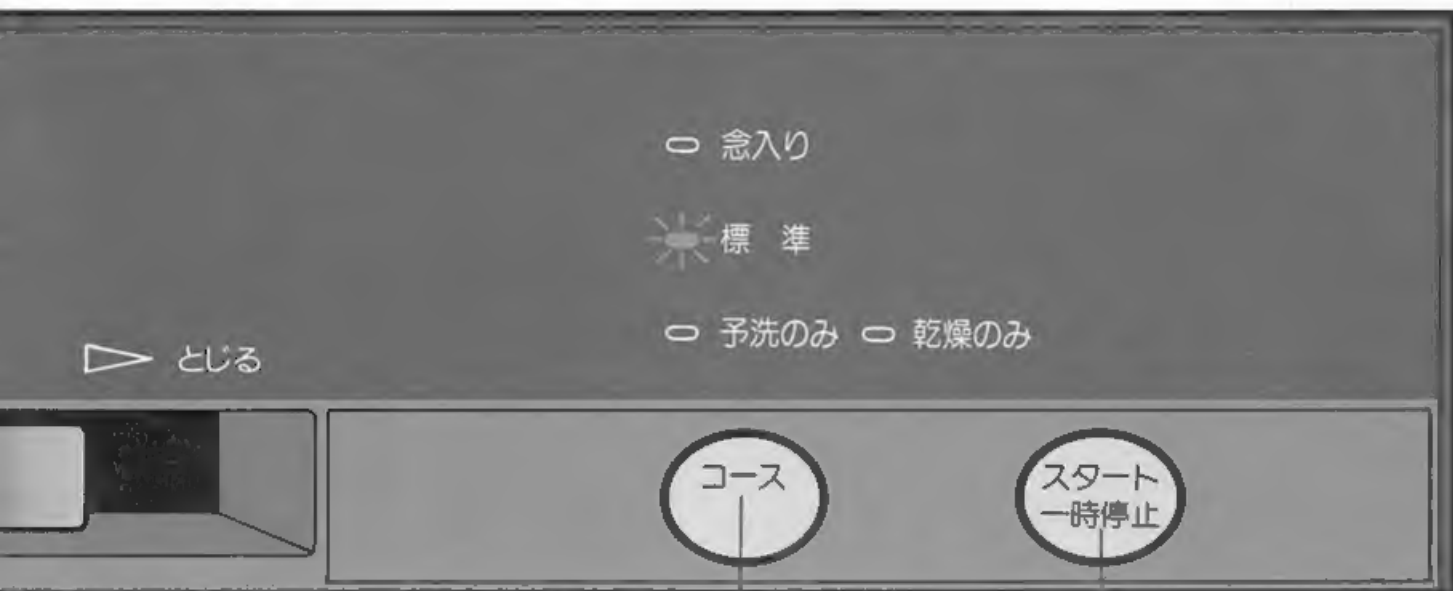 念入り
標 準
予洗のみ 乾燥のみ
とじる
コース
スタート
一時停止